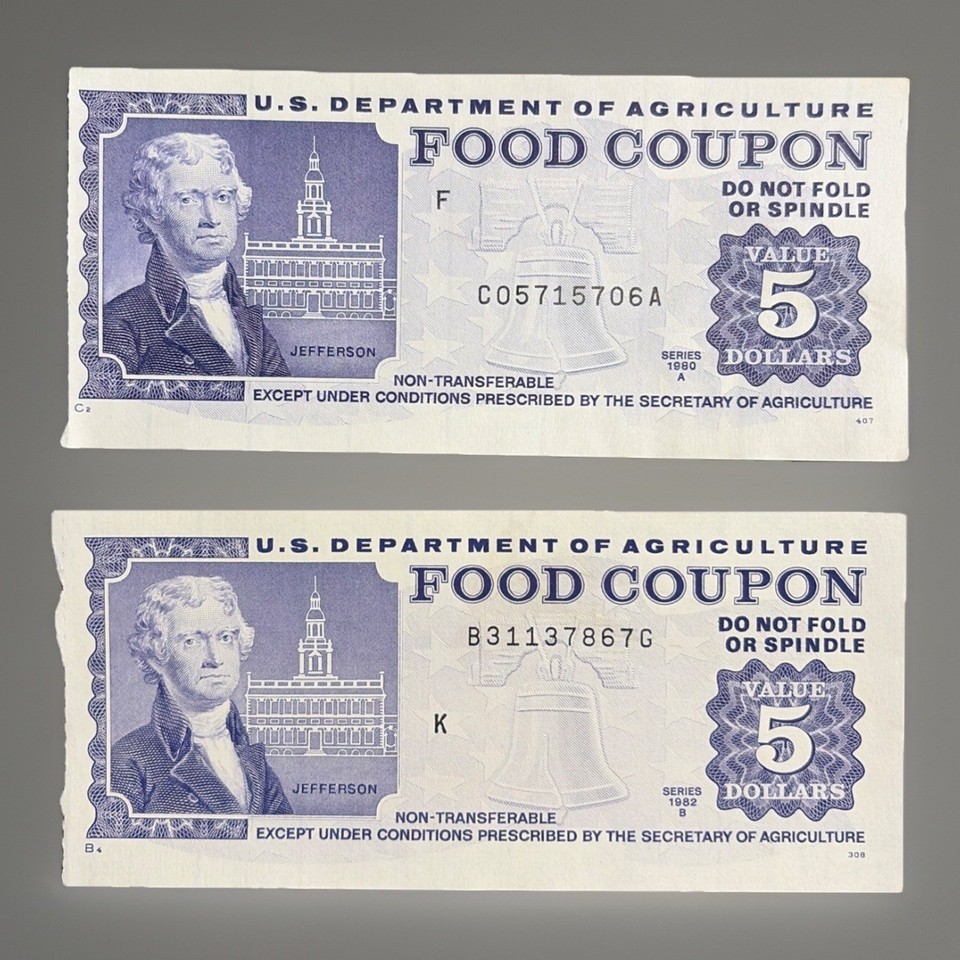 U.S. DEPARTMENT OF AGRICULTURE
FOOD COUPON
DO NOT FOLD
OR SPINDLE
F
VALUE
5
DOLLARS
C05715706A
JEFFERSON
SERIES
1980
A
NON-TRANSFERABLE
EXCEPT UNDER CONDITIONS PRESCRIBED BY THE SECRETARY OF AGRICULTURE
C2
407
U.S. DEPARTMENT OF AGRICULTURE
FOOD COUPON
B31137867G
DO NOT FOLD
OR SPINDLE
K
VALUE
5
DOLLARS
JEFFERSON
SERIES
1982
B
NON-TRANSFERABLE
EXCEPT UNDER CONDITIONS PRESCRIBED BY THE SECRETARY OF AGRICULTURE
B4
308